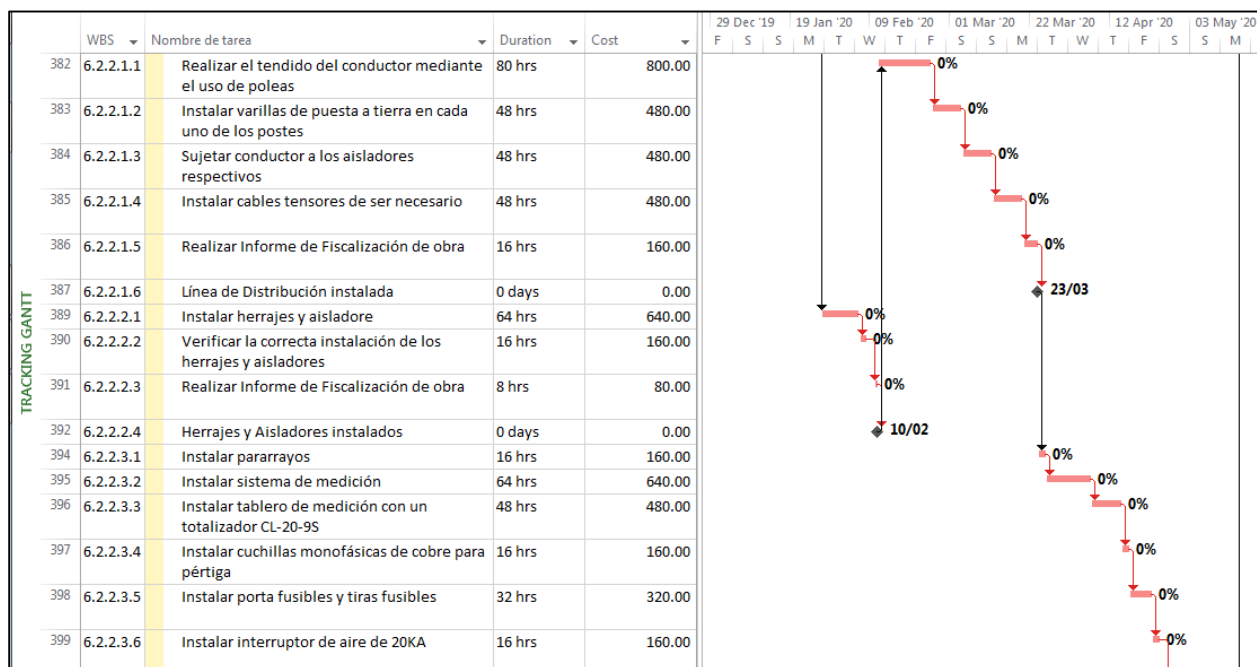 29 Dec '19 19 Jan '20 09 Feb '20 01 Mar '20 22 Mar '20 12 Apr '20 03 May '20
WBS Nombre de tarea Duration Cost F S S M T W T F S S M T W T F S S M
382 6.2.2.1.1 Realizar el tendido del conductor mediante 80 hrs 800.00 0%
el uso de poleas
383 6.2.2.1.2 Instalar varillas de puesta a tierra en cada 48 hrs 480.00 0%
uno de los postes
384 6.2.2.1.3 Sujetar conductor a los aisladores 48 hrs 480.00 0%
respectivos
385 6.2.2.1.4 Instalar cables tensores de ser necesario 48 hrs 480.00 0%
386 6.2.2.1.5 Realizar Informe de Fiscalización de obra 16 hrs 160.00 0%
387 6.2.2.1.6 Línea de Distribución instalada 0 days 0.00 23/03
389 6.2.2.2.1 Instalar herrajes y aisladore 64 hrs 640.00 0%
390 6.2.2.2.2 Verificar la correcta instalación de los 16 hrs 160.00 0%
herrajes y aisladores
391 6.2.2.2.3 Realizar Informe de Fiscalización de obra 8 hrs 80.00 0%
392 6.2.2.2.4 Herrajes y Aisladores instalados 0 days 0.00 10/02
394 6.2.2.3.1 Instalar pararrayos 16 hrs 160.00 0%
395 6.2.2.3.2 Instalar sistema de medición 64 hrs 640.00 0%
396 6.2.2.3.3 Instalar tablero de medición con un 48 hrs 480.00 0%
totalizador CL-20-9S
397 6.2.2.3.4 Instalar cuchillas monofásicas de cobre para 16 hrs 160.00 0%
pértiga
398 6.2.2.3.5 Instalar porta fusibles y tiras fusibles 32 hrs 320.00 0%
399 6.2.2.3.6 Instalar interruptor de aire de 20KA 16 hrs 160.00 0%
TRACKING GANTT